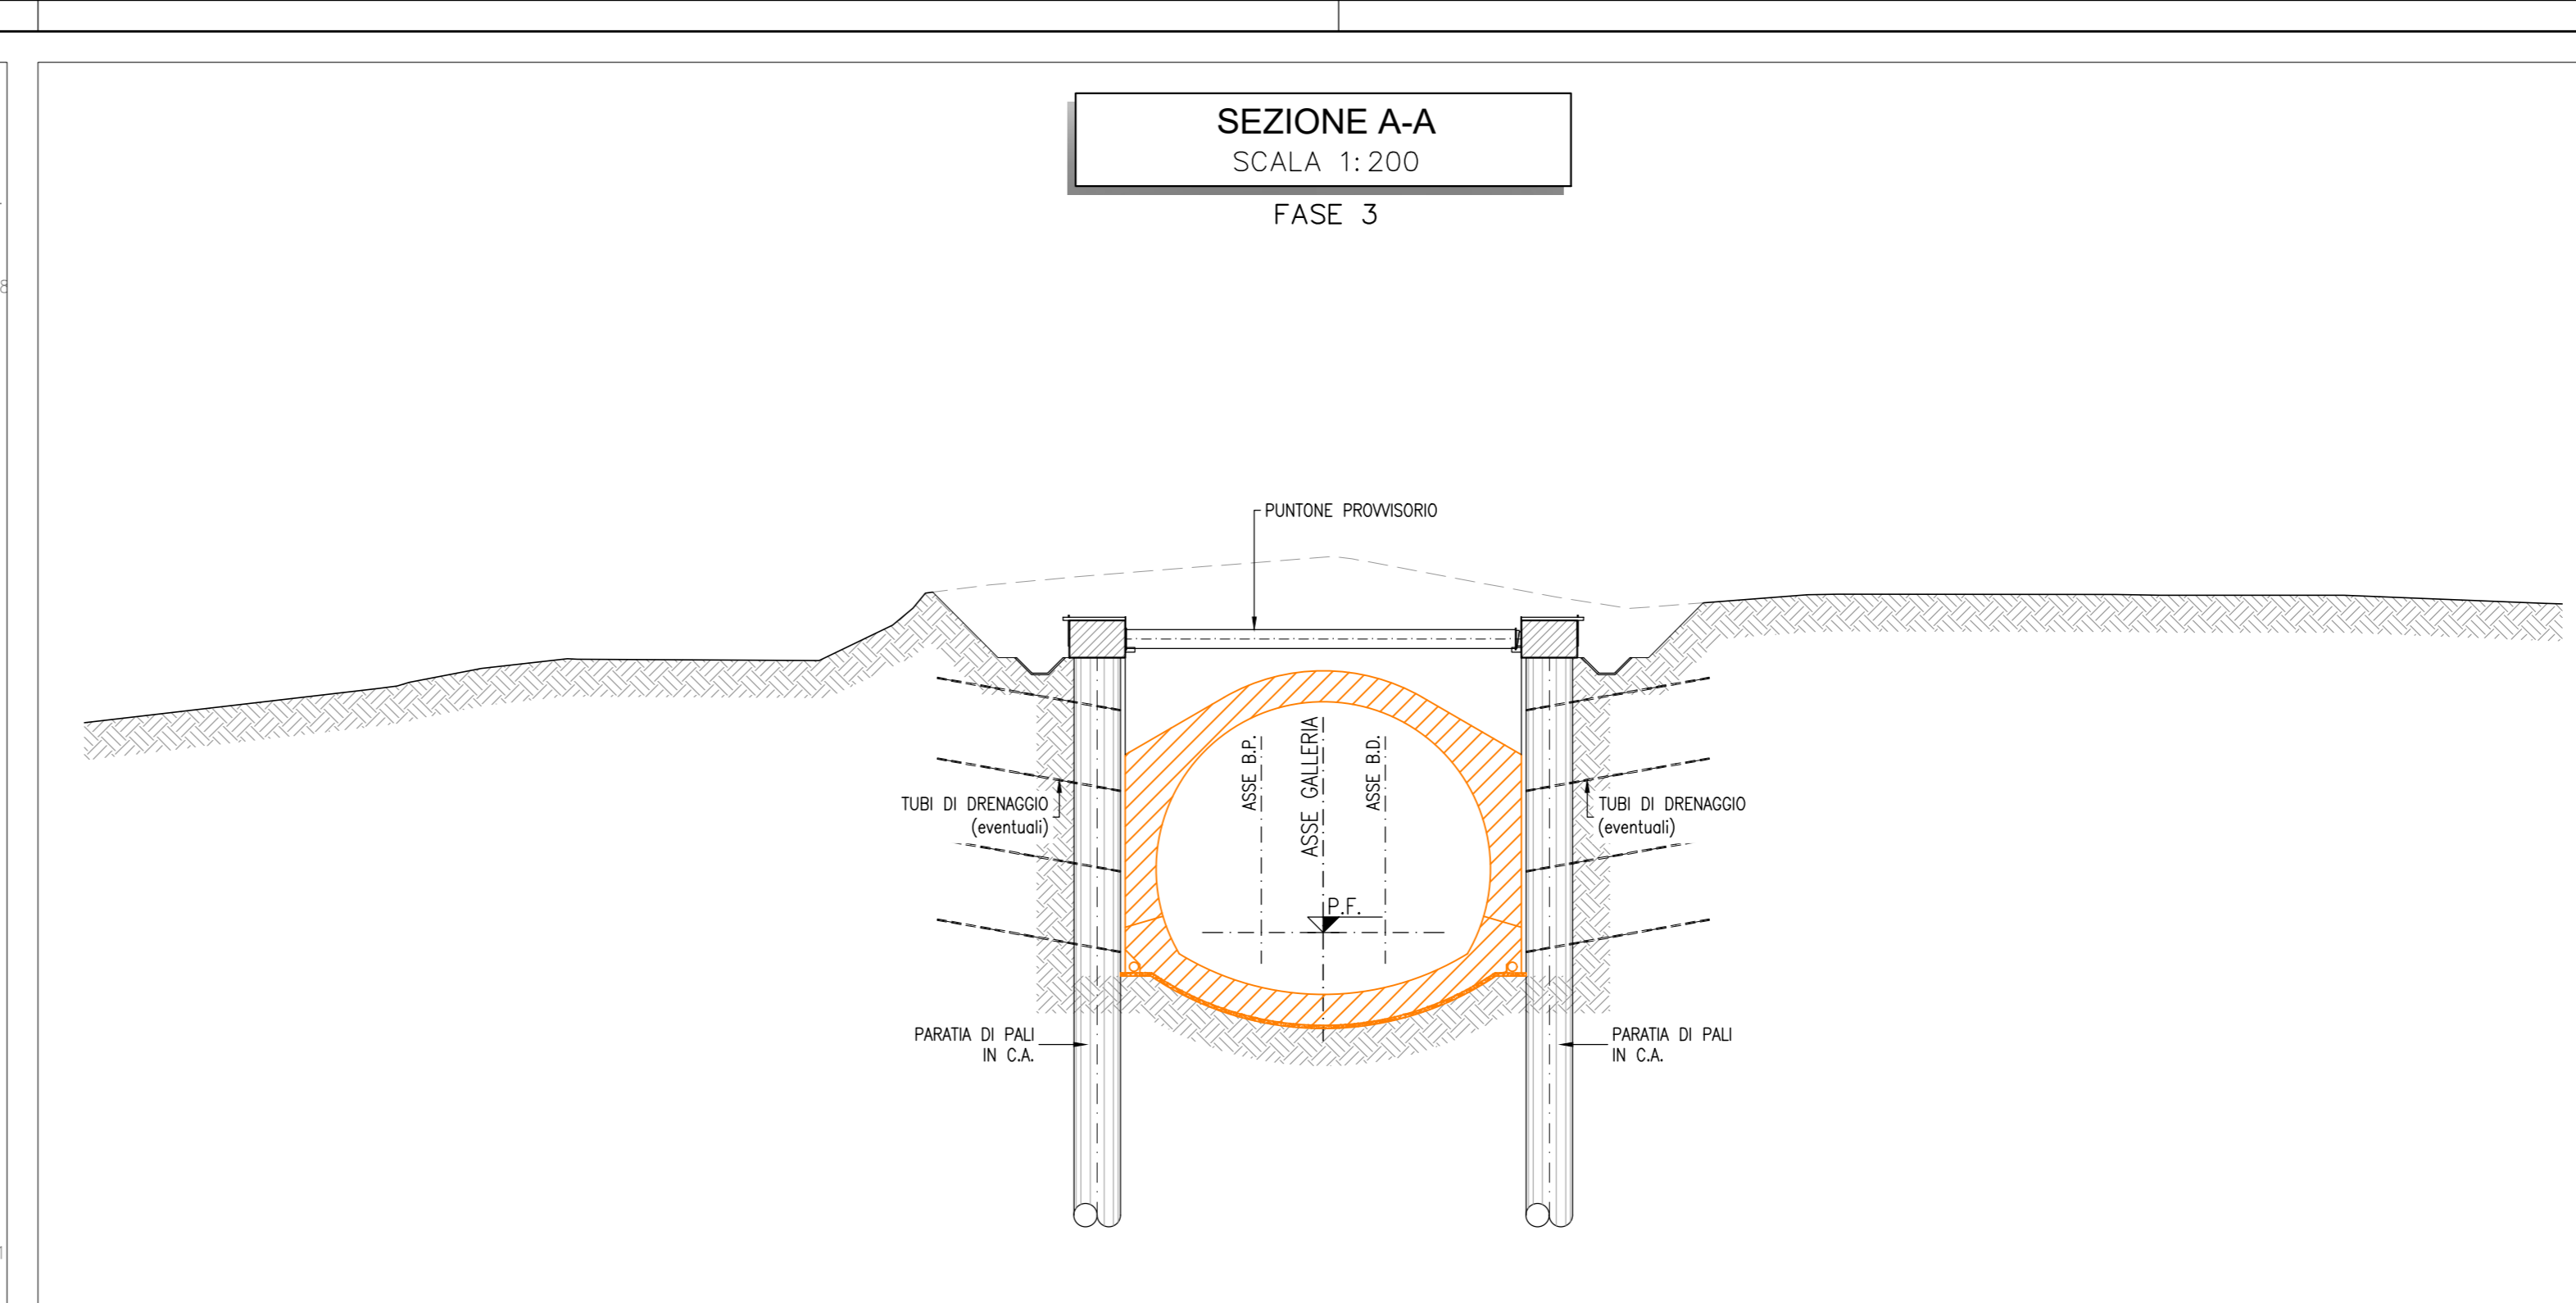 SEZIONE A-A
SCALA 1:200
FASE 3
PUNTONE PROVVISORIO
ASSE B.P.
ASSE GALLERIA
ASSE B.D.
TUBI DI DRENAGGIO
(eventuali)
TUBI DI DRENAGGIO
(eventuali)
P.F.
PARATIA DI PALI
IN C.A.
PARATIA DI PALI
IN C.A.